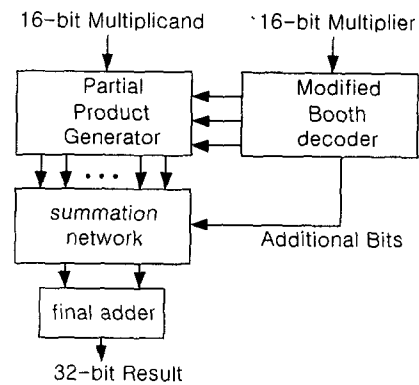 16-bit Multiplicand
16-bit Multiplier
Partial
Product
Generator
Modified
Booth
decoder
• • •
summation
network
Additional Bits
final adder
32-bit Result